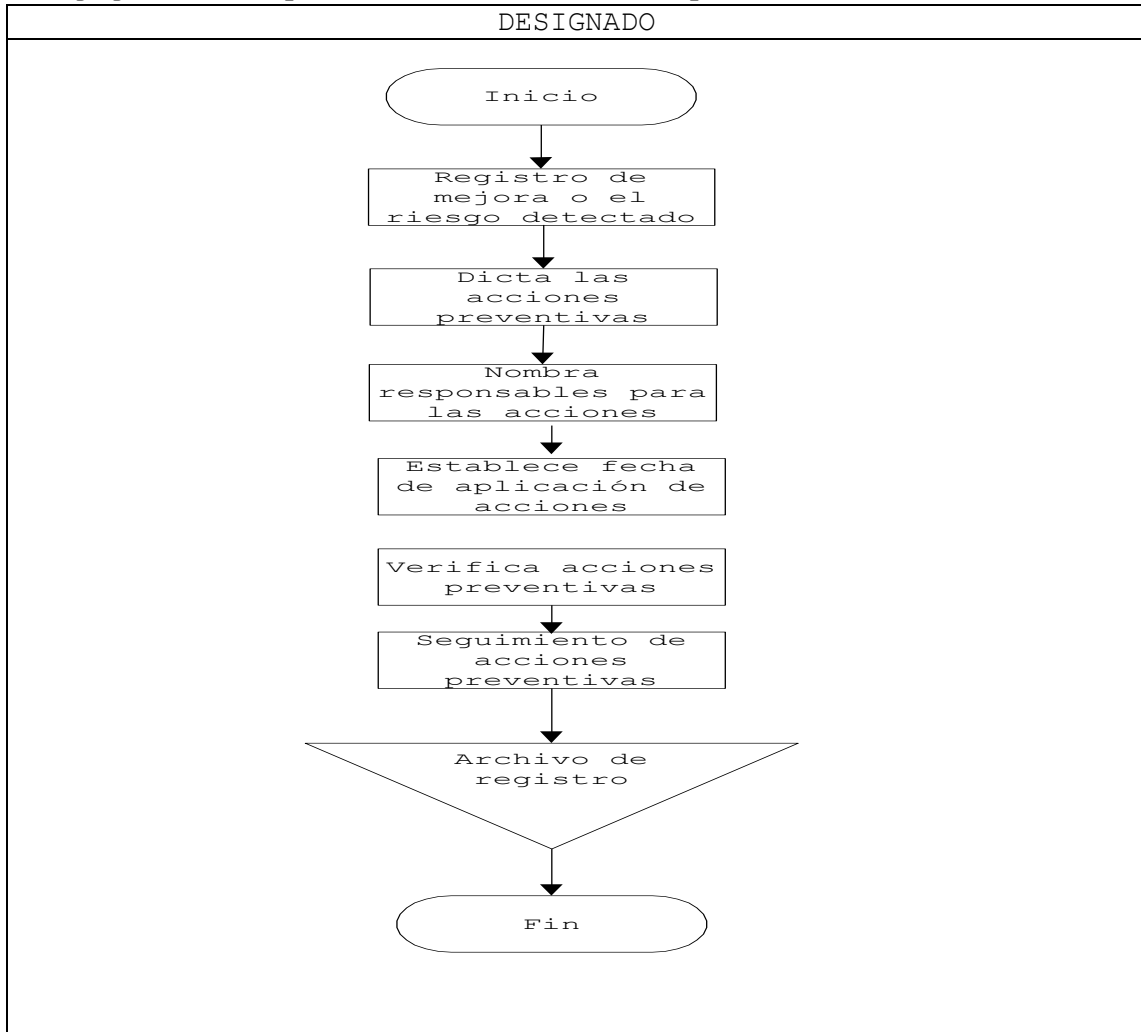 DESIGNADO
Inicio
Registro de
mejora o el
riesgo detectado
Dicta las
acciones
preventivas
Nombra
responsables para
las acciones
Establece fecha
de aplicación de
acciones
Verifica acciones
preventivas
Seguimiento de
acciones
preventivas
Archivo de
registro
Fin